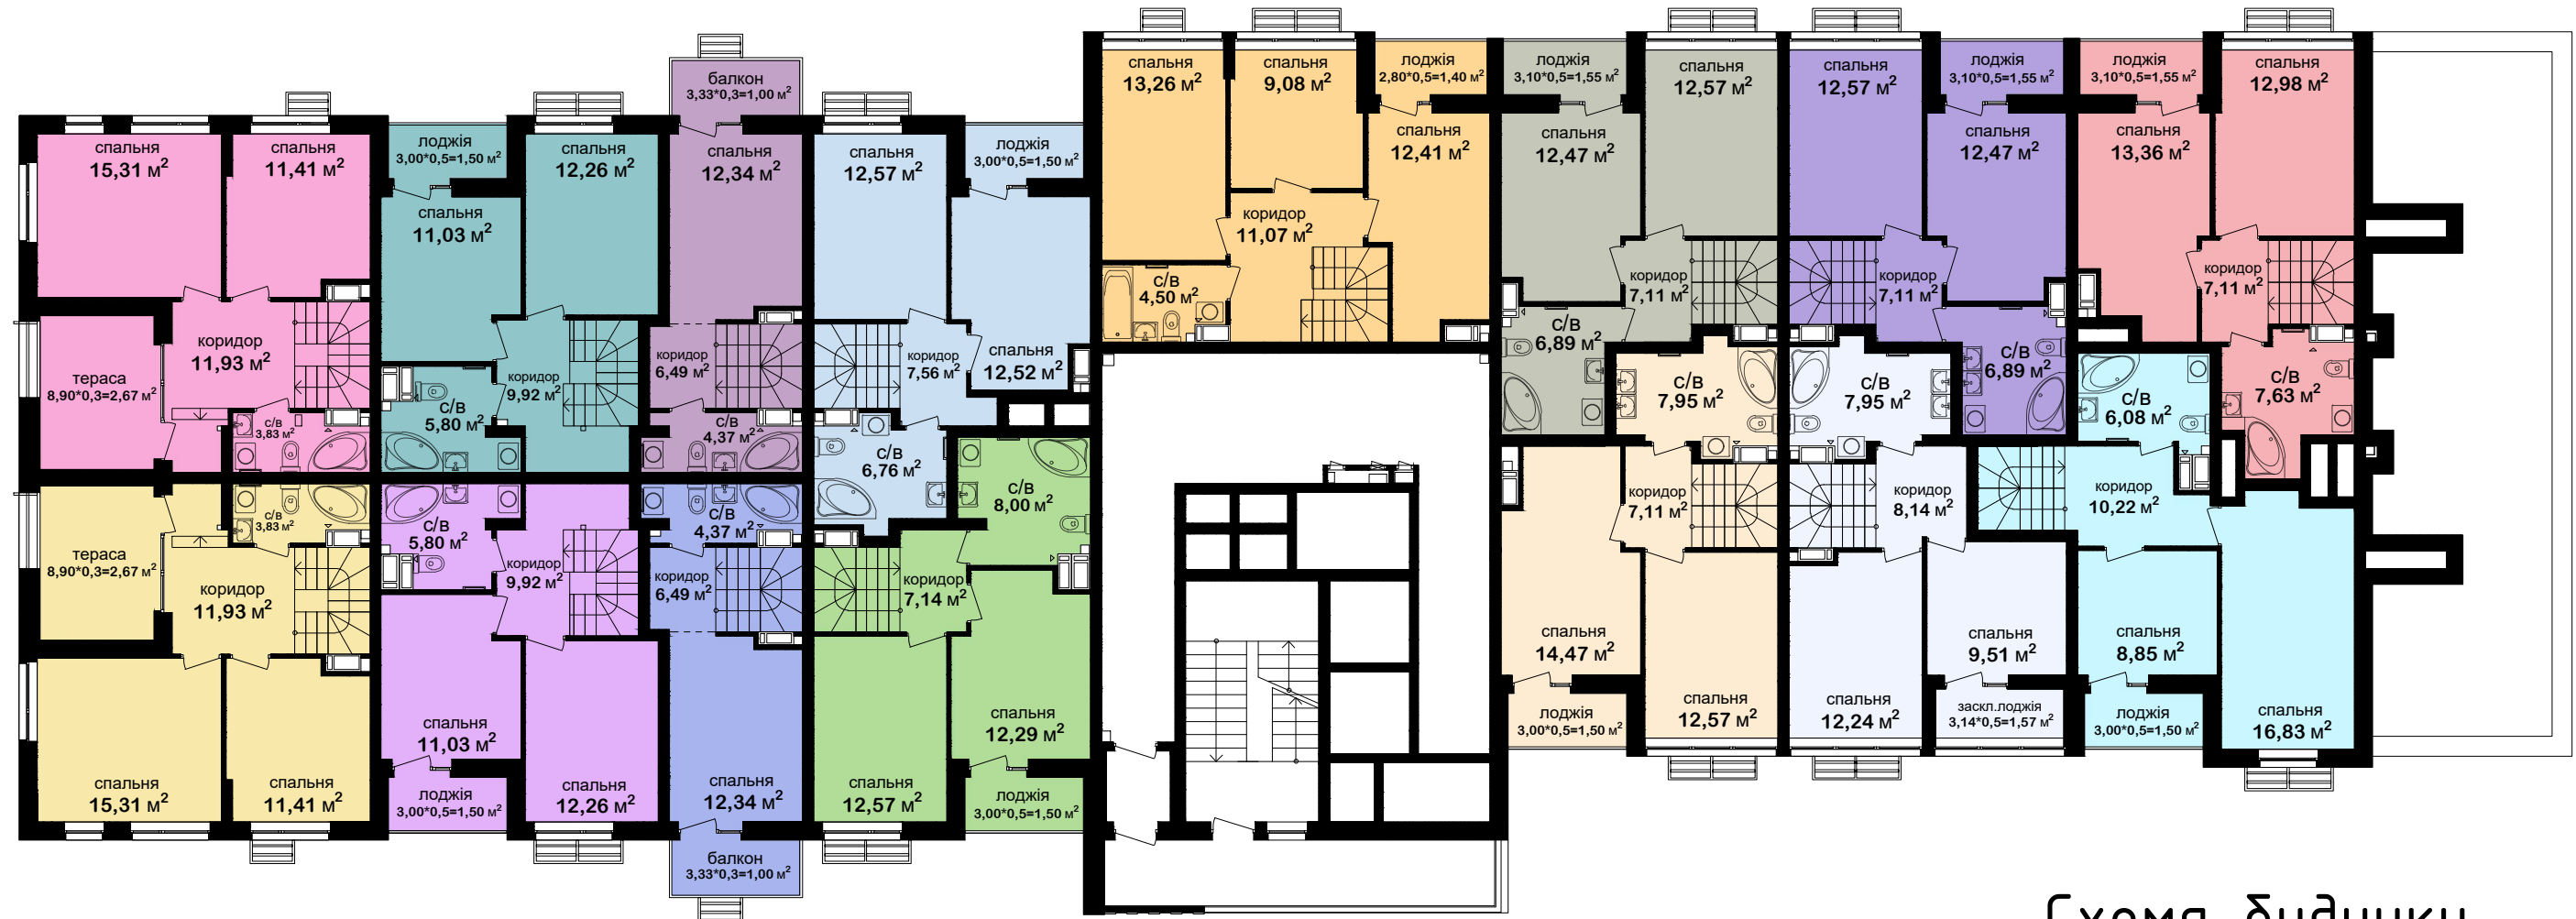 спальня
15,31 м²
спальня
11,41 м²
коридор
11,93 м²
тераса
8,90*0,3=2,67 м²
с/в
3,83 м²
лоджія
3,00*0,5=1,50 м²
спальня
11,03 м²
спальня
12,26 м²
коридор
9,92 м²
с/в
5,80 м²
балкон
3,33*0,3=1,00 м²
спальня
12,34 м²
коридор
6,49 м²
с/в
4,37 м²
спальня
12,57 м²
лоджія
3,00*0,5=1,50 м²
коридор
7,56 м²
спальня
12,52 м²
с/в
6,76 м²
спальня
13,26 м²
спальня
9,08 м²
лоджія
2,80*0,5=1,40 м²
спальня
12,41 м²
коридор
11,07 м²
с/в
4,50 м²
лоджія
3,10*0,5=1,55 м²
спальня
12,47 м²
спальня
12,57 м²
коридор
7,11 м²
с/в
6,89 м²
спальня
12,57 м²
лоджія
3,10*0,5=1,55 м²
спальня
12,47 м²
коридор
7,11 м²
с/в
6,89 м²
лоджія
3,10*0,5=1,55 м²
спальня
13,36 м²
спальня
12,98 м²
коридор
7,11 м²
с/в
7,63 м²
с/в
3,83 м²
тераса
8,90*0,3=2,67 м²
коридор
11,93 м²
спальня
15,31 м²
спальня
11,41 м²
с/в
5,80 м²
коридор
9,92 м²
спальня
11,03 м²
лоджія
3,00*0,5=1,50 м²
спальня
12,26 м²
с/в
4,37 м²
коридор
6,49 м²
спальня
12,34 м²
балкон
3,33*0,3=1,00 м²
с/в
8,00 м²
коридор
7,14 м²
спальня
12,57 м²
спальня
12,29 м²
лоджія
3,00*0,5=1,50 м²
с/в
7,95 м²
коридор
7,11 м²
спальня
14,47 м²
лоджія
3,00*0,5=1,50 м²
спальня
12,57 м²
с/в
7,95 м²
коридор
8,14 м²
спальня
12,24 м²
спальня
9,51 м²
заскл.лоджія
3,14*0,5=1,57 м²
с/в
6,08 м²
коридор
10,22 м²
спальня
8,85 м²
лоджія
3,00*0,5=1,50 м²
спальня
16,83 м²
Схема будинку